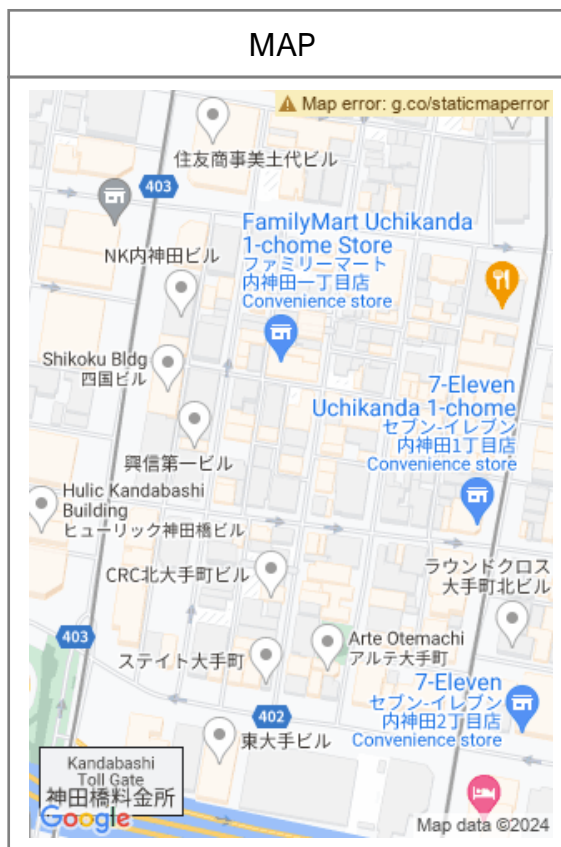 MAP
Map error: g.co/staticmaperror
住友商事美土代ビル
403
FamilyMart Uchikanda
1-chome Store
ファミリーマート
内神田一丁目店
Convenience store
NK内神田ビル
Shikoku Bldg
四国ビル
7-Eleven
Uchikanda 1-chome
セブン-イレブン
内神田1丁目店
Convenience store
興信第一ビル
Hulic Kandabashi
Building
ヒューリック神田橋ビル
CRC北大手町ビル
ラウンドクロス
大手町北ビル
403
Arte Otemachi
アルテ大手町
ステイト大手町
7-Eleven
セブン-イレブン
内神田2丁目店
Convenience store
402
東大手ビル
Kandabashi
Toll Gate
神田橋料金所
Google
Map data ©2024